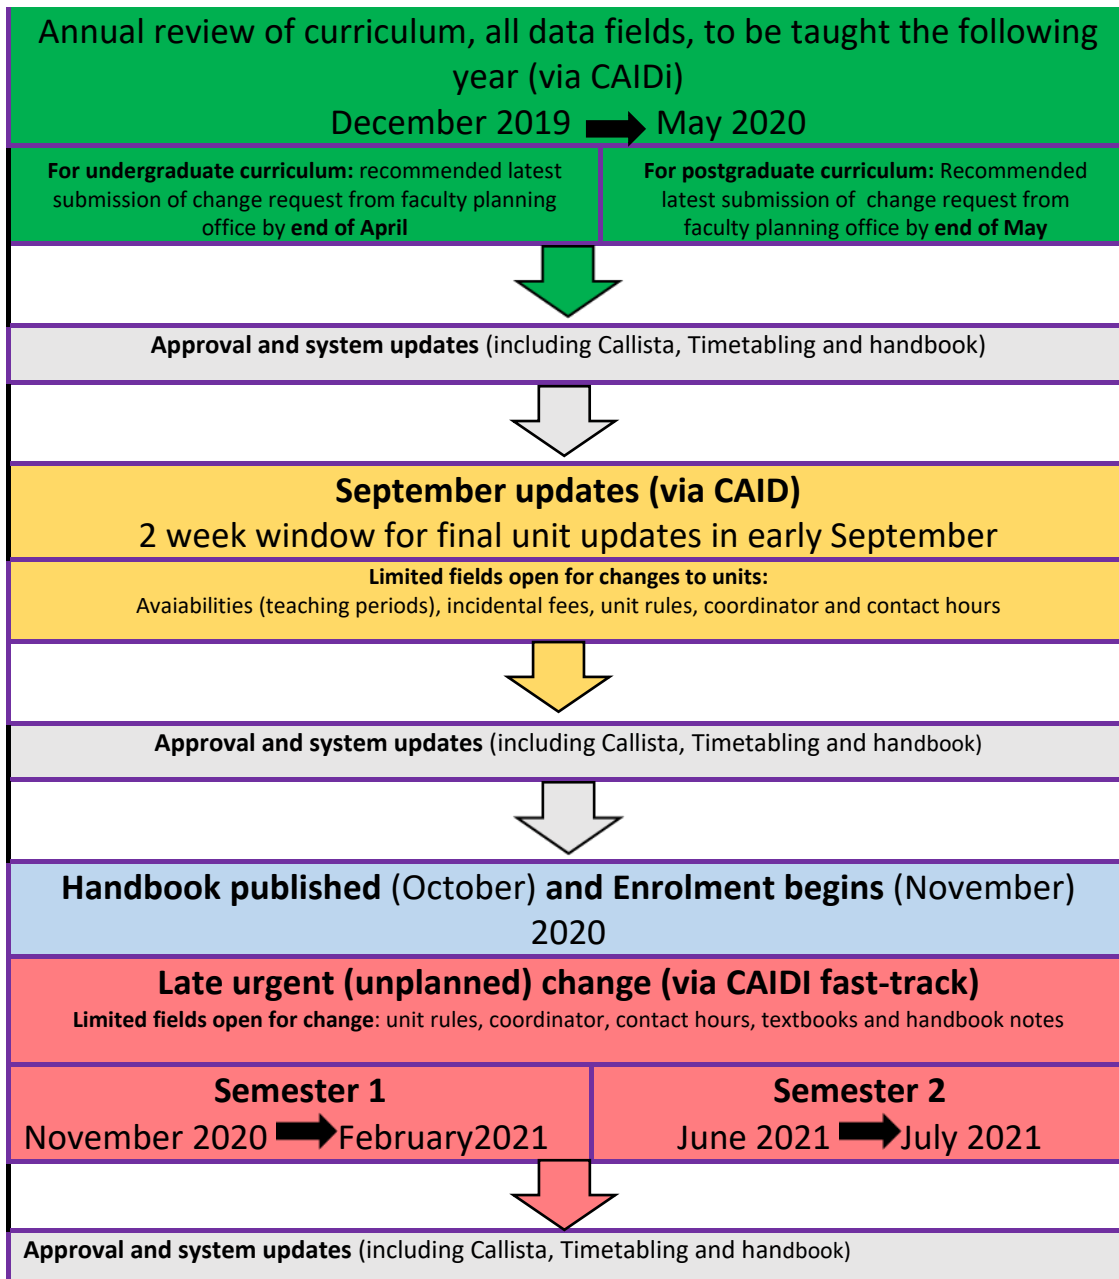 Annual review of curriculum, all data fields, to be taught the following
year (via CAIDi)
December 2019 May 2020
For undergraduate curriculum: recommended latest
submission of change request from faculty planning
office by end of April
For postgraduate curriculum: Recommended
latest submission of change request from
faculty planning office by end of May
Approval and system updates (including Callista, Timetabling and handbook)
September updates (via CAID)
2 week window for final unit updates in early September
Limited fields open for changes to units:
Avaiabilities (teaching periods), incidental fees, unit rules, coordinator and contact hours
Approval and system updates (including Callista, Timetabling and handbook)
Handbook published (October) and Enrolment begins (November)
2020
Late urgent (unplanned) change (via CAIDI fast-track)
Limited fields open for change: unit rules, coordinator, contact hours, textbooks and handbook notes
Semester 1
November 2020 February2021
Semester 2
June 2021 July 2021
Approval and system updates (including Callista, Timetabling and handbook)